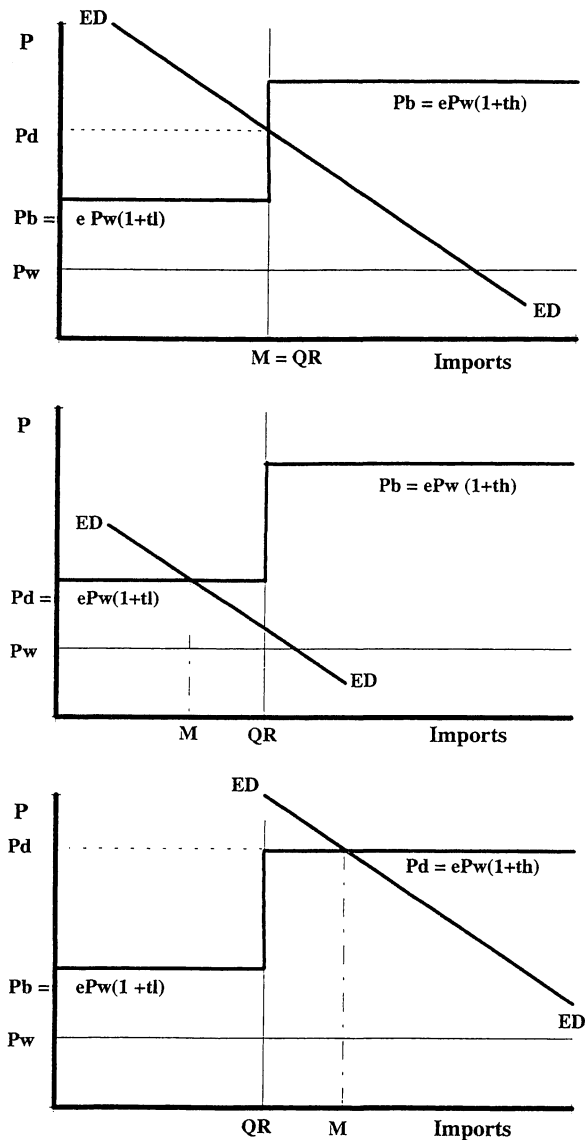 ED
P
Pb = ePw(1+th)
Pd
Pb = e Pw(1+tl)
Pw
ED
M = QR Imports
P
Pb = ePw (1+th)
ED
Pd = ePw(1+tl)
Pw
ED
M QR Imports
ED
P
Pd
Pd = ePw(1+th)
Pb = ePw(1 +tl)
Pw
ED
QR M Imports